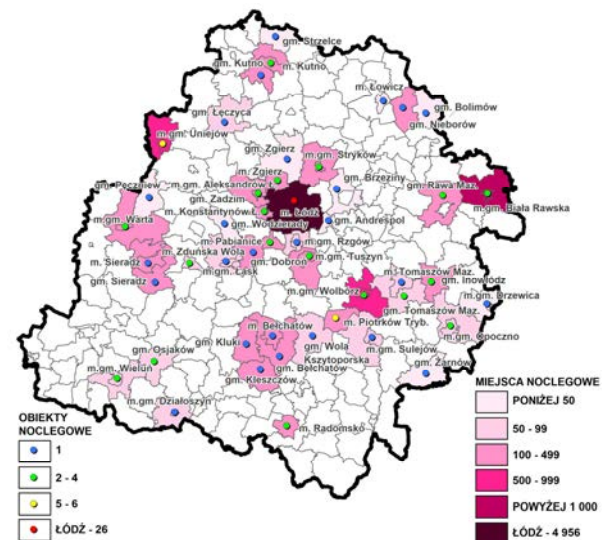 gm. Strzelce
gm. Kutno
m. Kutno
m. Łowicz
gm. Bolimów
gm. Łęczyca
gm. Nieborów
m.gm. Uniejów
gm. Zgierz
m.gm. Stryków
m. Zgierz
gm. Brzeziny
gm. Pęczniew
m.gm. Aleksandrów Ł.
gm. Rawa Maz.
gm. Zadzim
m.gm. Biała Rawska
m. Łódź
m. Konstantynów Ł.
m.gm. Warta
gm. Wodzierady
gm. Andrespol
m. Pabianice
m.gm. Rzgów
m. Zduńska Wola
gm. Dobroń
m.gm. Tuszyn
m. Sieradz
m.gm. Łask
m. Tomaszów Maz.
gm. Inowłódz
gm. Sieradz
m.gm. Wolbórz
m.gm. Drzewica
gm. Tomaszów Maz.
m. Bełchatów
m. Piotrków Tryb.
m.gm. Opoczno
gm. Kluki
gm. Wola
m.gm. Sulejów
gm. Osjaków
Ksztyoporska
gm. Żarnów
gm. Bełchatów
m.gm. Wieluń
gm. Kleszczów
m.gm. Działoszyn
m. Radomsko
OBIEKTY
NOCLEGOWE
1
2 - 4
5 - 6
ŁÓDŹ - 26
MIEJSCA NOCLEGOWE
PONIŻEJ 50
50 - 99
100 - 499
500 - 999
POWYŻEJ 1 000
ŁÓDŹ - 4 956